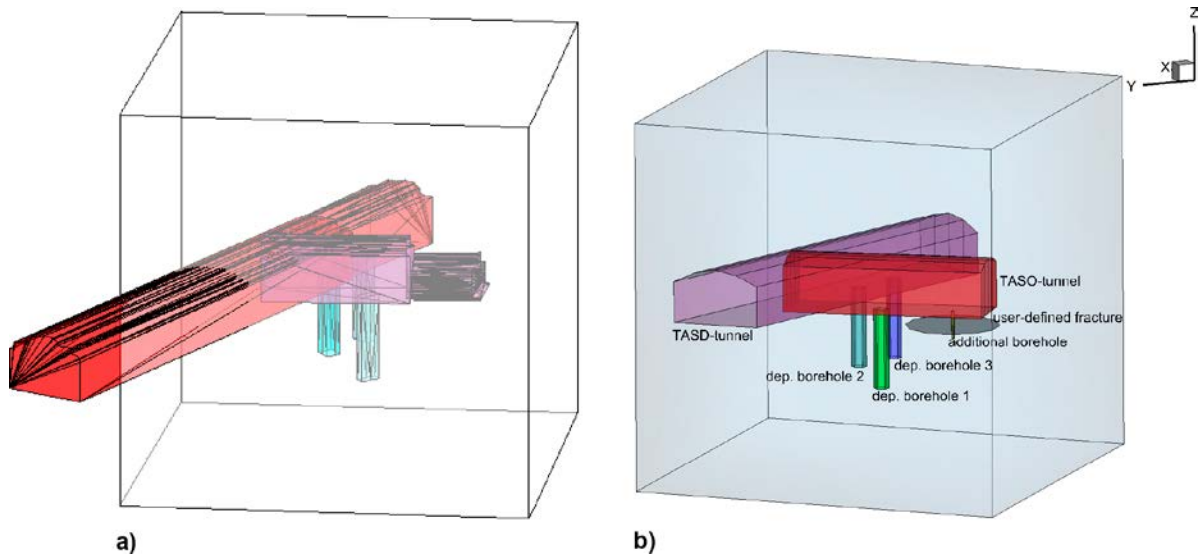 Z
X
Y
TASO-tunnel
user-defined fracture
TASD-tunnel
additional borehole
dep. borehole 3
dep. borehole 2
dep. borehole 1
a)
b)